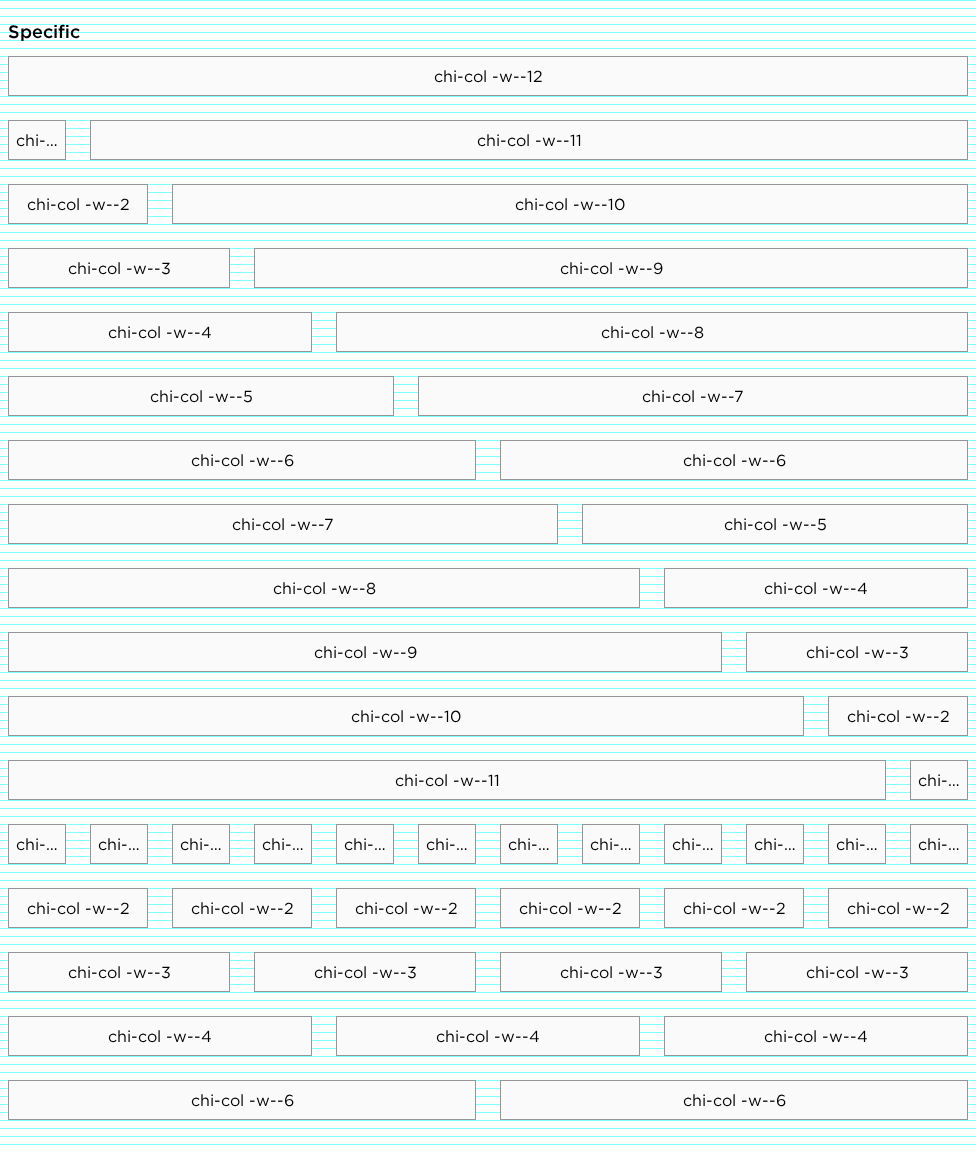 Specific
chi-col -w--12
chi-... chi-col -w--11
chi-col -w--2 chi-col -w--10
chi-col -w--3 chi-col -w--9
chi-col -w--4 chi-col -w--8
chi-col -w--5 chi-col -w--7
chi-col -w--6 chi-col -w--6
chi-col -w--7 chi-col -w--5
chi-col -w--8 chi-col -w--4
chi-col -w--9 chi-col -w--3
chi-col -w--10 chi-col -w--2
chi-col -w--11 chi-...
chi-... chi-... chi-... chi-... chi-... chi-... chi-... chi-... chi-... chi-... chi-... chi-...
chi-col -w--2 chi-col -w--2 chi-col -w--2 chi-col -w--2 chi-col -w--2 chi-col -w--2
chi-col -w--3 chi-col -w--3 chi-col -w--3 chi-col -w--3
chi-col -w--4 chi-col -w--4 chi-col -w--4
chi-col -w--6 chi-col -w--6